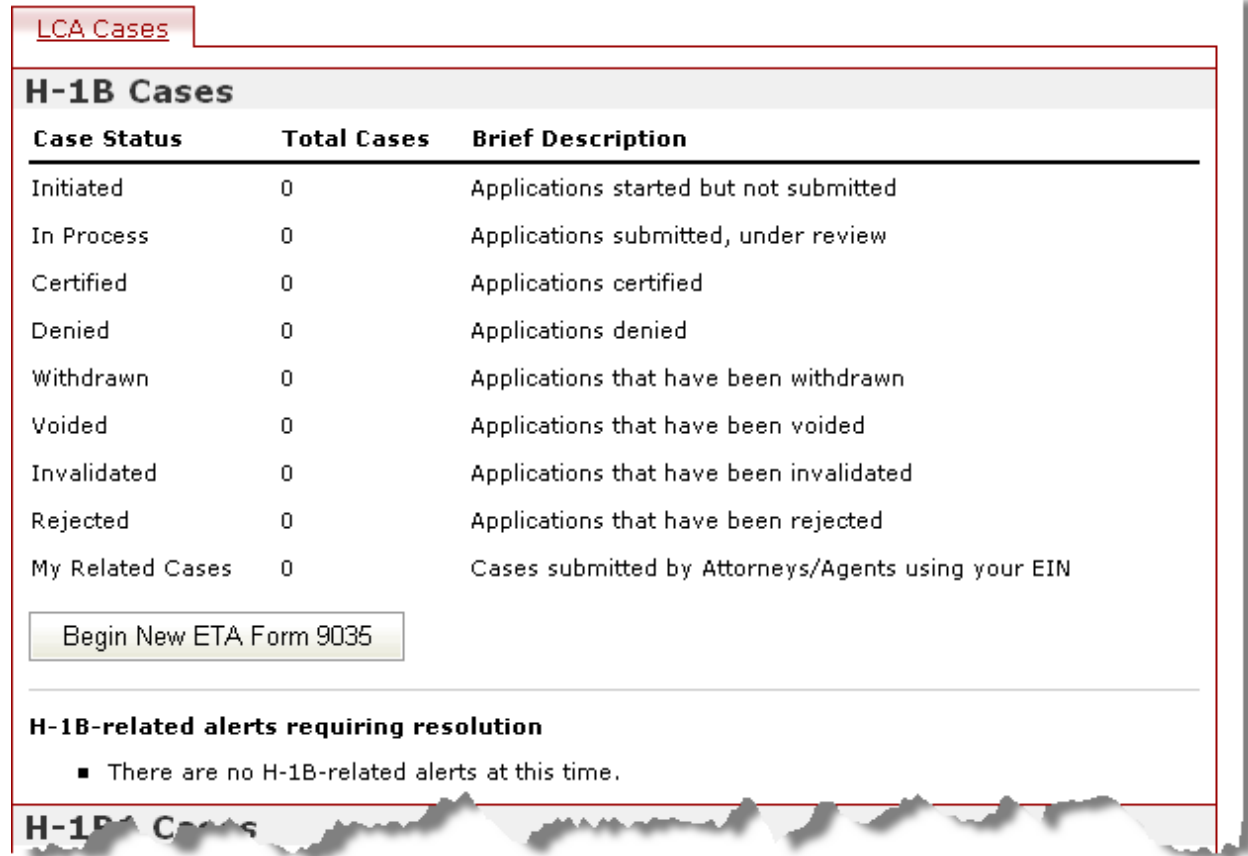 LCA Cases
H-1B Cases
Case Status Total Cases Brief Description
Initiated 0 Applications started but not submitted
In Process 0 Applications submitted, under review
Certified 0 Applications certified
Denied 0 Applications denied
Withdrawn 0 Applications that have been withdrawn
Voided 0 Applications that have been voided
Invalidated 0 Applications that have been invalidated
Rejected 0 Applications that have been rejected
My Related Cases 0 Cases submitted by Attorneys/Agents using your EIN
Begin New ETA Form 9035
H-1B-related alerts requiring resolution
▪ There are no H-1B-related alerts at this time.
H-1B1 Cases